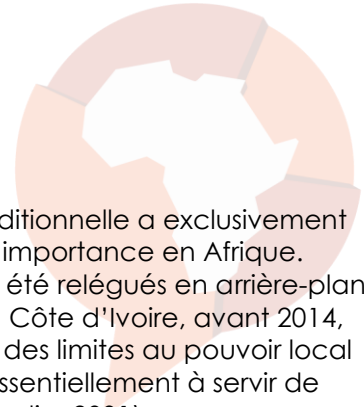 ditionnelle a exclusivement
importance en Afrique.
été relégués en arrière-plan
Côte d’Ivoire, avant 2014,
des limites au pouvoir local
ssentiellement à servir de